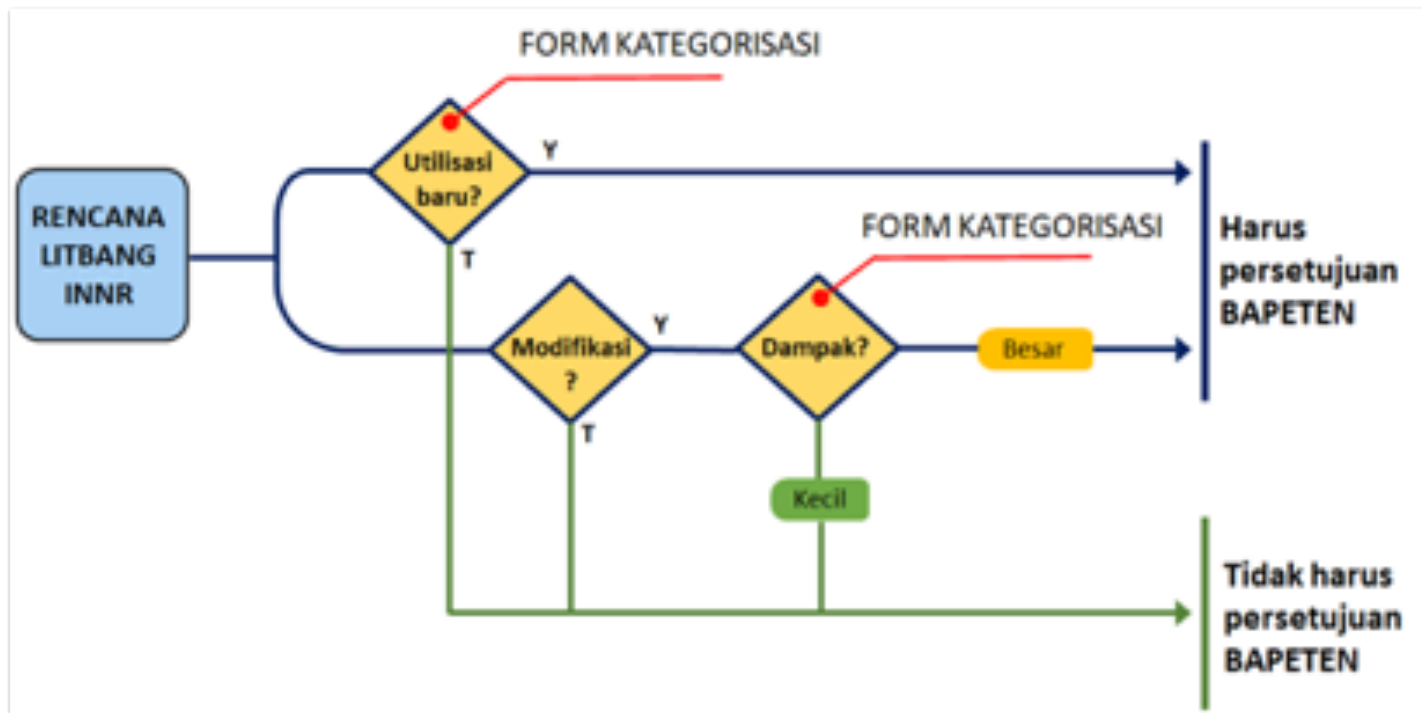 FORM KATEGORISASI
Utilisasi
baru?
Y
T
RENCANA
LITBANG
INNR
FORM KATEGORISASI
Modifikasi
?
Y
T
Dampak?
Besar
Kecil
Harus
persetujuan
BAPETEN
Tidak harus
persetujuan
BAPETEN